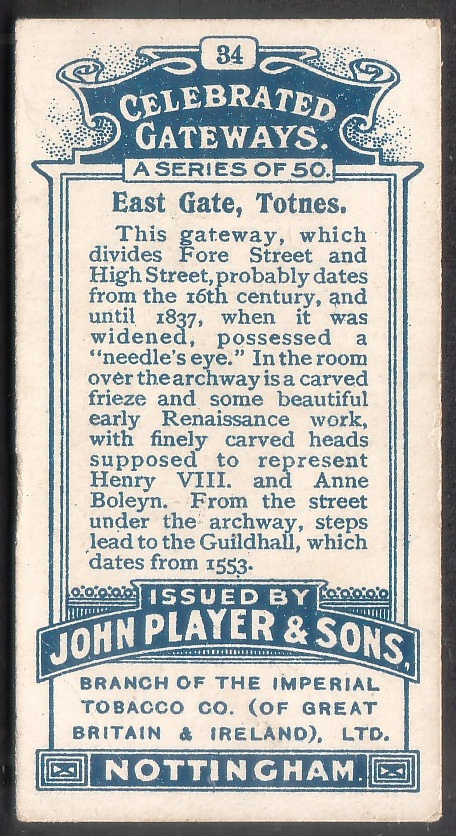 34
CELEBRATED
GATEWAYS.
A SERIES OF 50.
East Gate, Totnes.
This gateway, which
divides Fore Street and
High Street, probably dates
from the 16th century, and
until 1837, when it was
widened, possessed a
“needle's eye.” In the room
over the archway is a carved
frieze and some beautiful
early Renaissance work,
with finely carved heads
supposed to represent
Henry VIII. and Anne
Boleyn. From the street
under the archway, steps
lead to the Guildhall, which
dates from 1553.
ISSUED BY
JOHN PLAYER & SONS,
BRANCH OF THE IMPERIAL
TOBACCO CO. (OF GREAT
BRITAIN & IRELAND), LTD.
NOTTINGHAM.